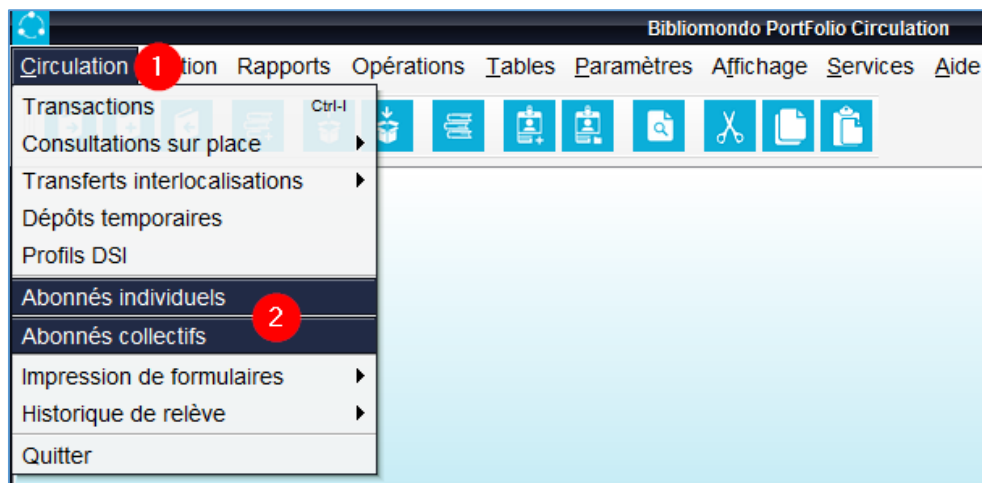 Bibliomondo PortFolio Circulation
Circulation 1 tion Rapports Opérations Tables Paramètres Affichage Services Aide
Transactions Ctrl-I
Consultations sur place
Transferts interlocalisations
Dépôts temporaires
Profils DSI
Abonnés individuels
2
Abonnés collectifs
Impression de formulaires
Historique de relève
Quitter